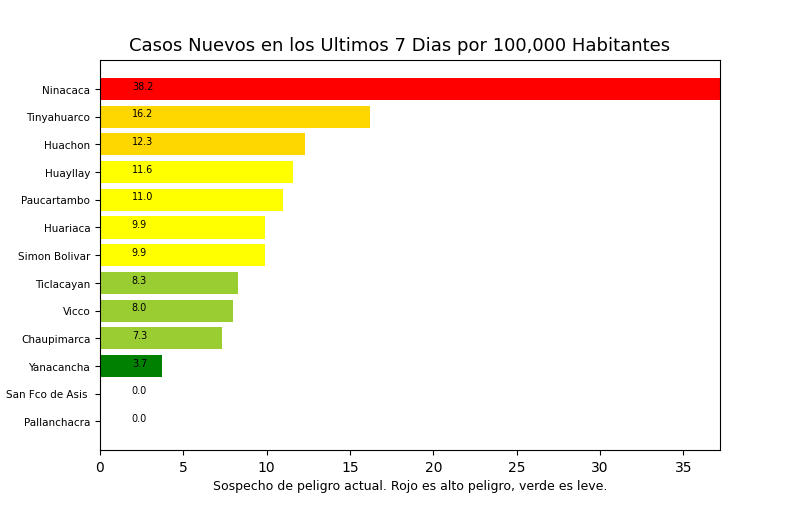 Casos Nuevos en los Ultimos 7 Dias por 100,000 Habitantes
Ninacaca 38.2
Tinyahuarco 16.2
Huachon 12.3
Huayllay 11.6
Paucartambo 11.0
Huariaca 9.9
Simon Bolivar 9.9
Ticlacayan 8.3
Vicco 8.0
Chaupimarca 7.3
Yanacancha 3.7
San Fco de Asis 0.0
Pallanchacra 0.0
0 5 10 15 20 25 30 35
Sospecho de peligro actual. Rojo es alto peligro, verde es leve.